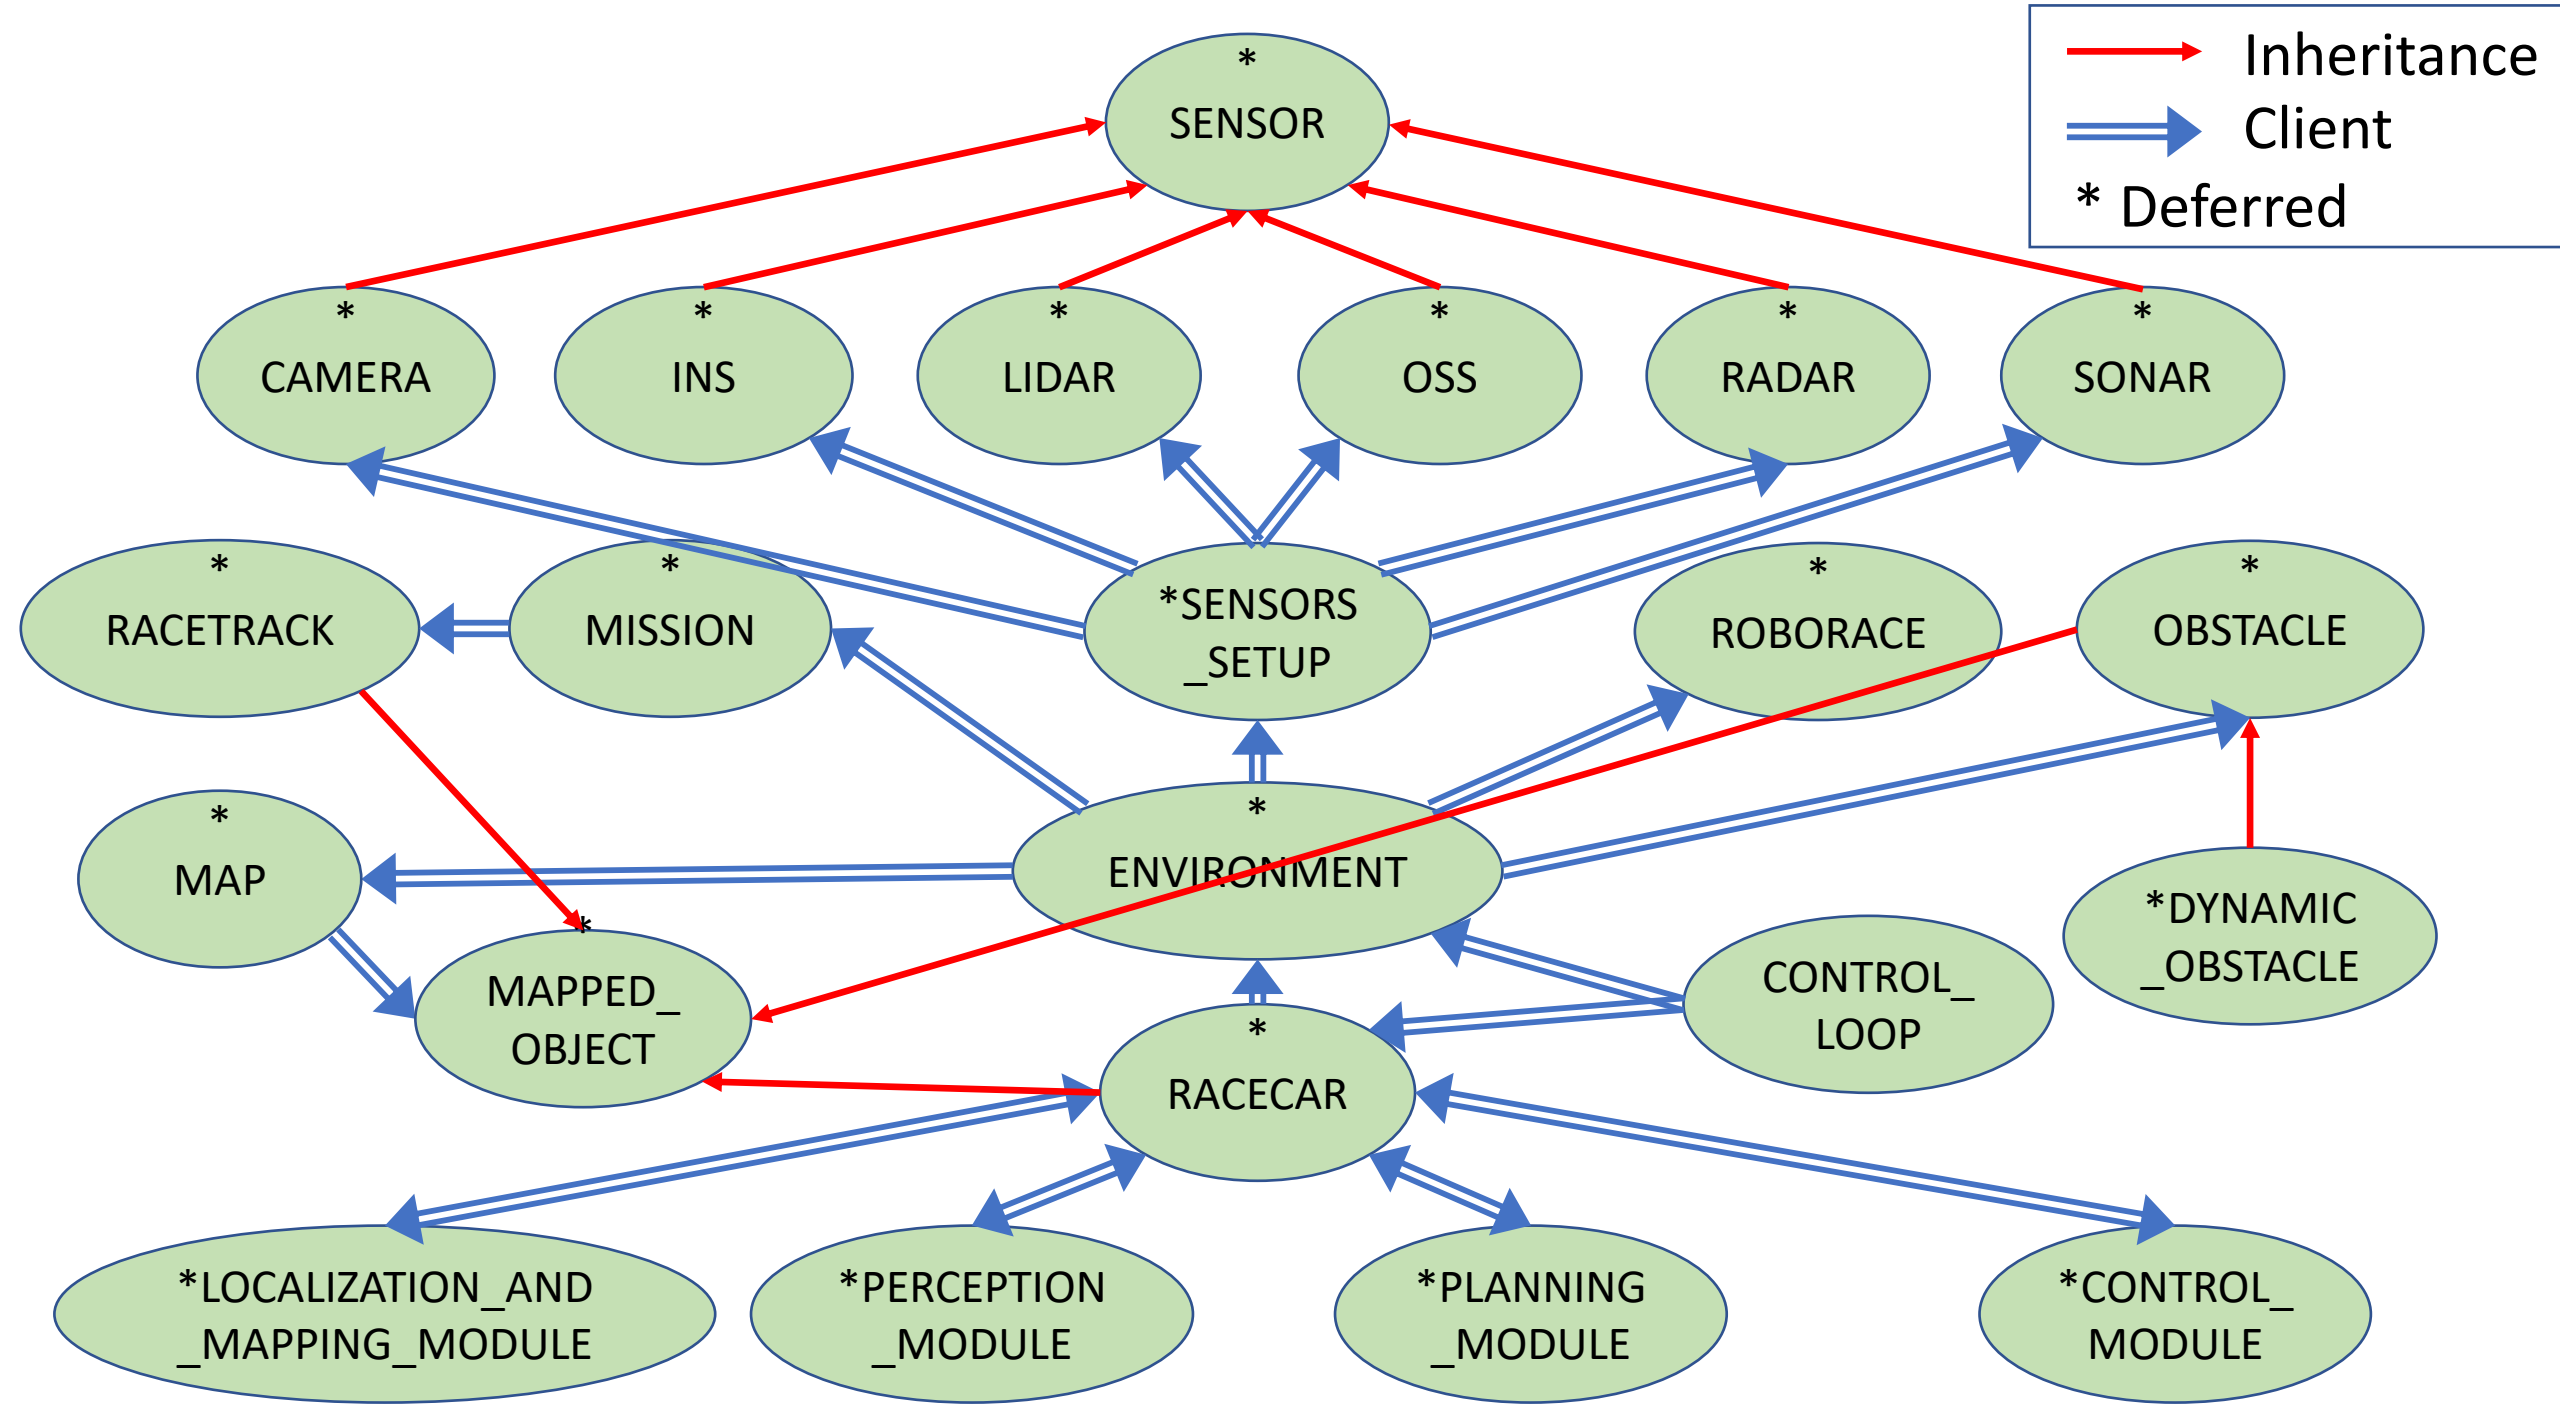 Inheritance
Client
* Deferred
*
SENSOR
*
CAMERA
*
INS
*
LIDAR
*
OSS
*
RADAR
*
SONAR
*
RACETRACK
*
MISSION
*SENSORS
_SETUP
*
ROBORACE
*
OBSTACLE
*
MAP
*
ENVIRONMENT
*DYNAMIC
_OBSTACLE
*
MAPPED_
OBJECT
CONTROL_
LOOP
*
RACECAR
*LOCALIZATION_AND
_MAPPING_MODULE
*PERCEPTION
_MODULE
*PLANNING
_MODULE
*CONTROL_
MODULE